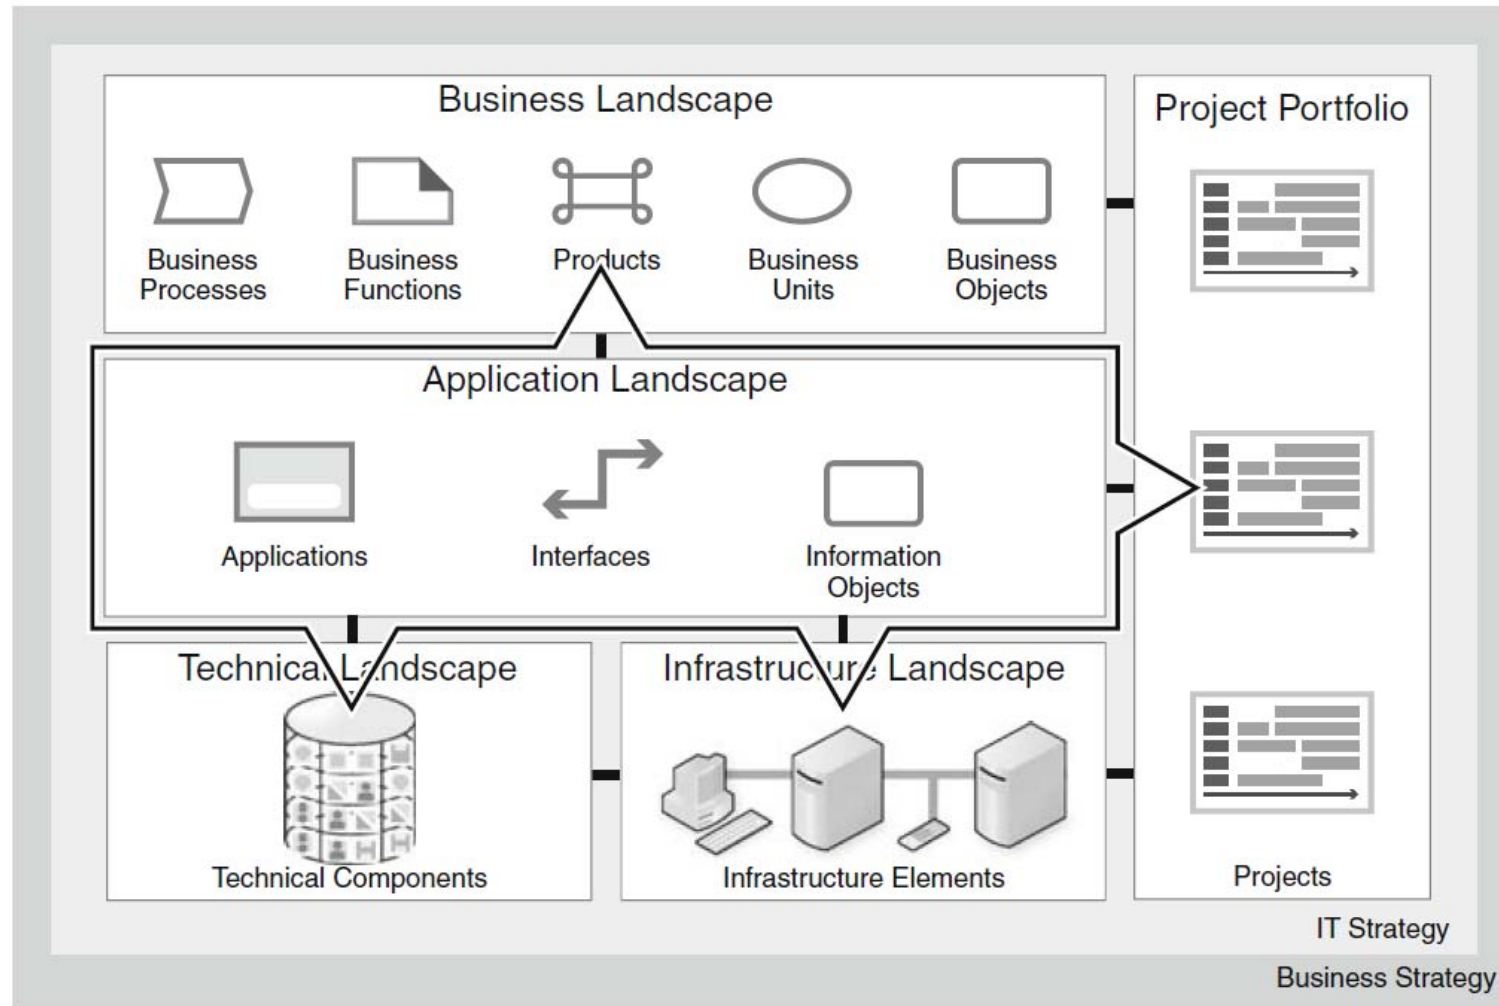 Business Landscape
Business
Processes
Business
Functions
Products
Business
Units
Business
Objects
Project Portfolio
Application Landscape
Applications
Interfaces
Information
Objects
Technical Landscape
Technical Components
Infrastructure Landscape
Infrastructure Elements
Projects
IT Strategy
Business Strategy